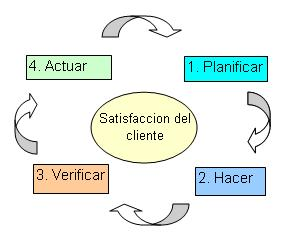 4. Actuar
1. Planificar
Satisfaccion del
cliente
3. Verificar
2. Hacer